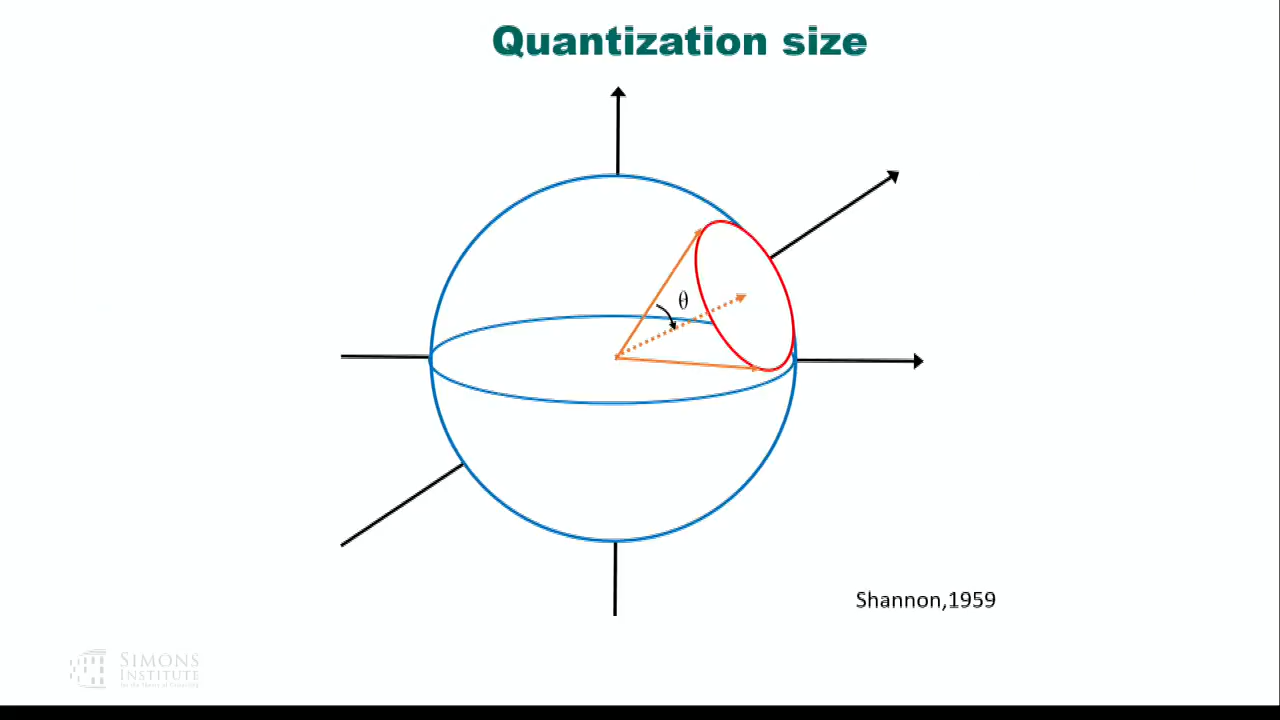 Quantization size
θ
Shannon,1959
SIMONS
INSTITUTE